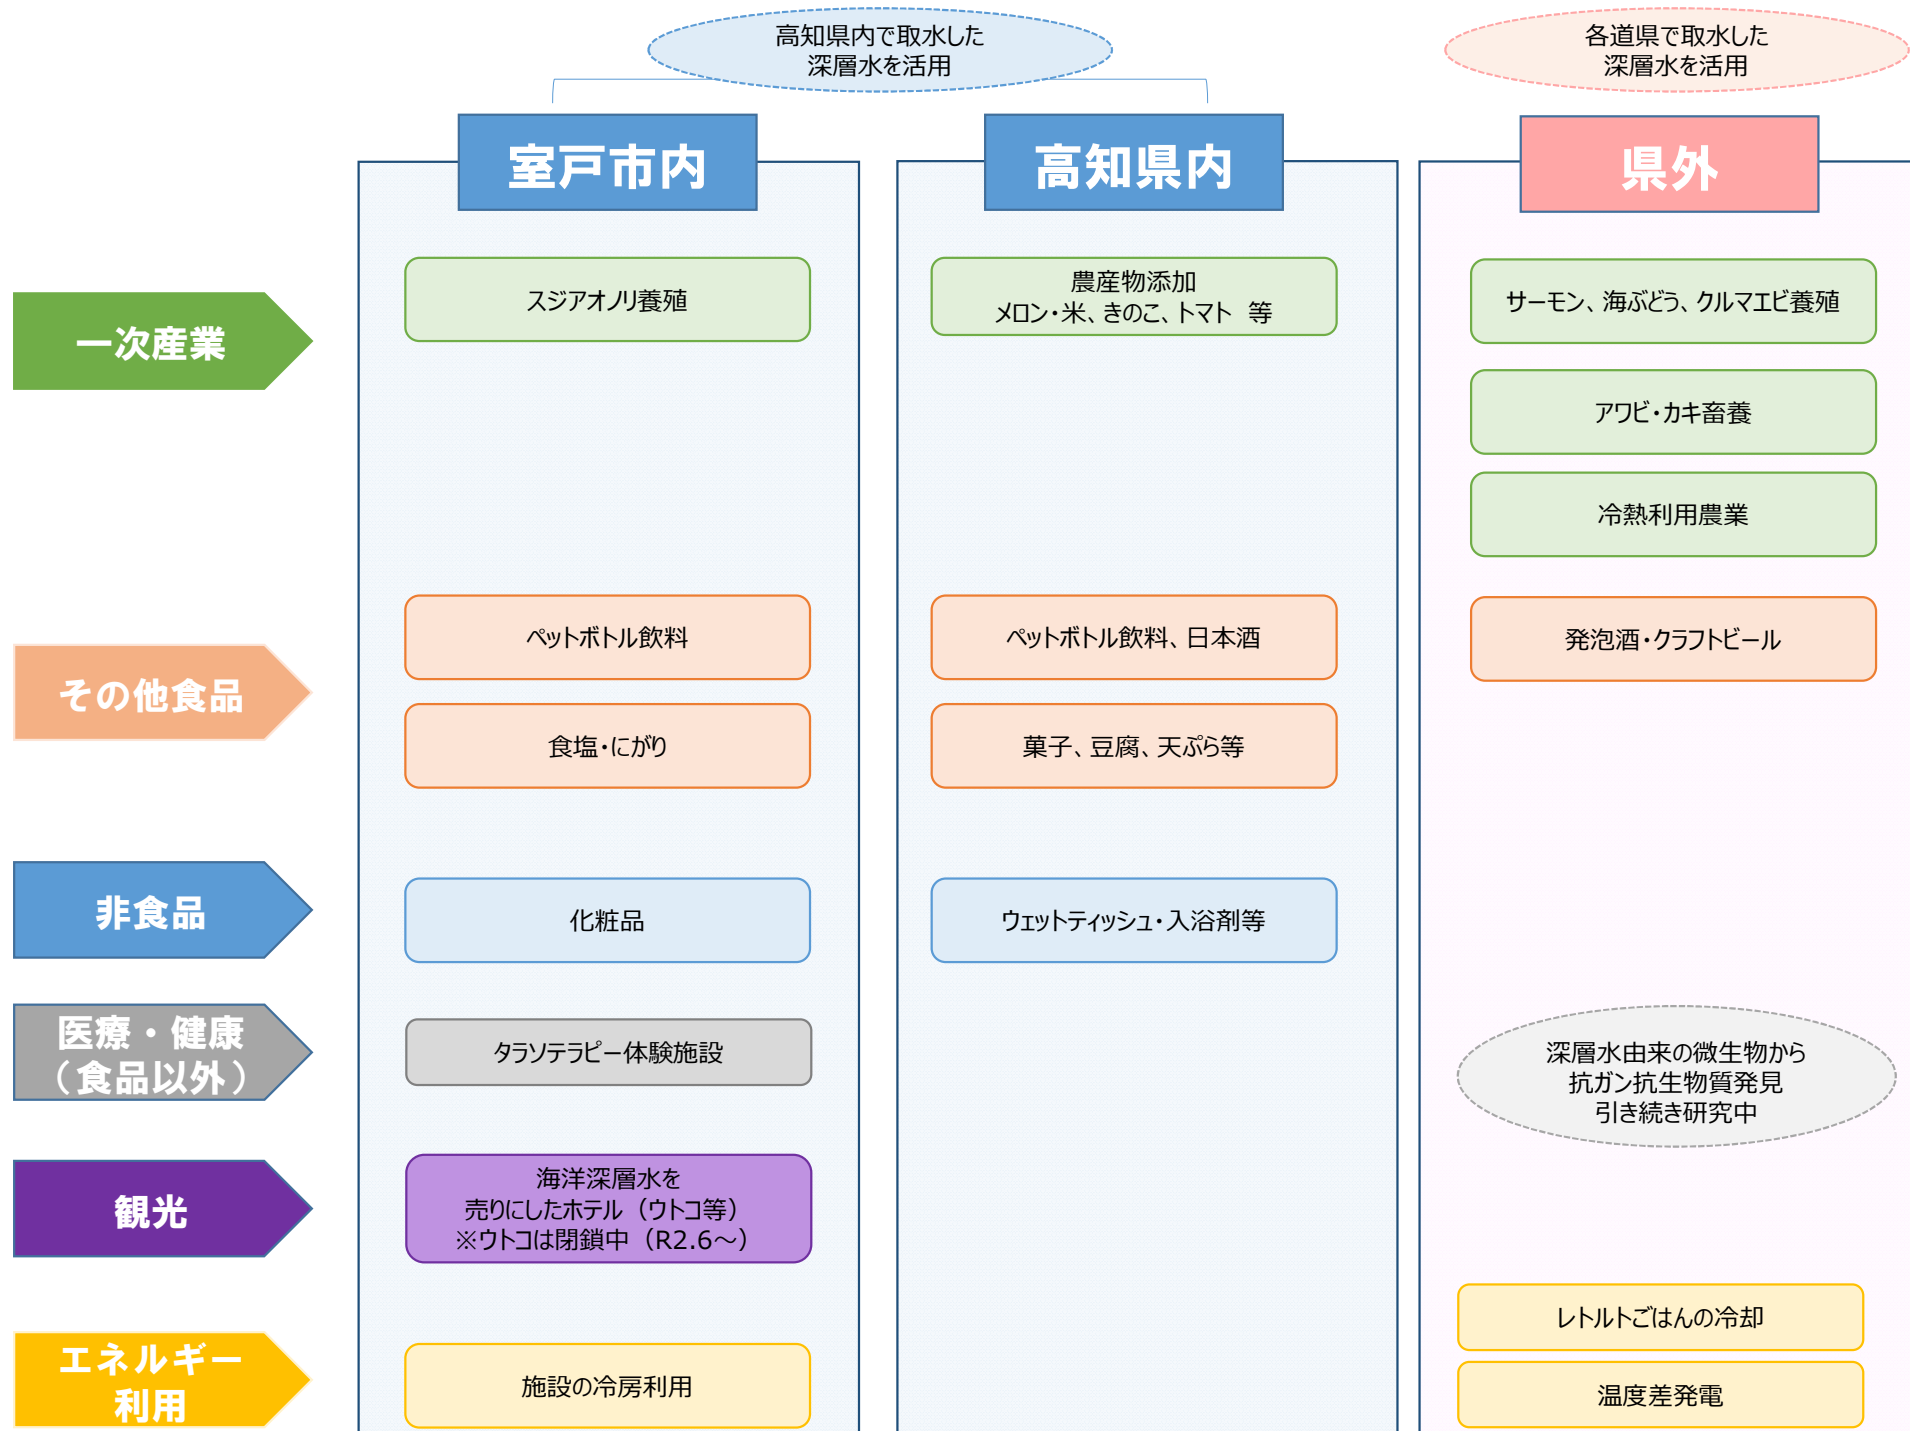 高知県内で取水した
深層水を活用
各道県で取水した
深層水を活用
室戸市内
高知県内
県外
一次産業
スジアオノリ養殖
農産物添加
メロン・米、きのこ、トマト 等
サーモン、海ぶどう、クルマエビ養殖
アワビ・カキ畜養
冷熱利用農業
その他食品
ペットボトル飲料
ペットボトル飲料、日本酒
発泡酒・クラフトビール
食塩・にがり
菓子、豆腐、天ぷら等
非食品
化粧品
ウェットティッシュ・入浴剤等
医療・健康
（食品以外）
タラソテラピー体験施設
深層水由来の微生物から
抗ガン抗生物質発見
引き続き研究中
観光
海洋深層水を
売りにしたホテル（ウトコ等）
※ウトコは閉鎖中（R2.6～）
エネルギー
利用
施設の冷房利用
レトルトごはんの冷却
温度差発電